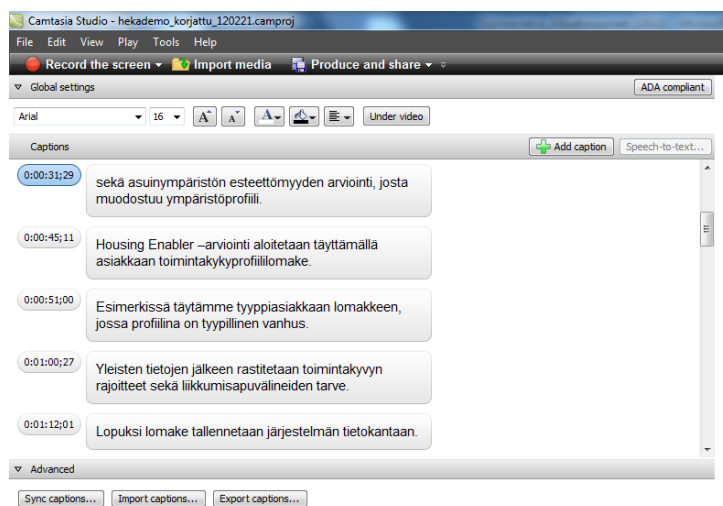 Camtasia Studio - hekademo_korjattu_120221.camproj
File Edit View Play Tools Help
Record the screen Import media Produce and share
Global settings ADA compliant
Arial 16 A A A Under video
Captions Add caption Speech-to-text...
0:00:31;29
sekä asuinympäristön esteettömyyden arviointi, josta
muodostuu ympäristöprofiili.
0:00:45;11
Housing Enabler –arviointi aloitetaan täyttämällä
asiakkaan toimintakykyprofiililomake.
0:00:51;00
Esimerkissä täytämme tyyppiasiakkaan lomakkeen,
jossa profiilina on tyypillinen vanhus.
0:01:00;27
Yleisten tietojen jälkeen rastitetaan toimintakyvyn
rajoitteet sekä liikkumisapuvälineiden tarve.
0:01:12;01
Lopuksi lomake tallennetaan järjestelmän tietokantaan.
Advanced
Sync captions... Import captions... Export captions...